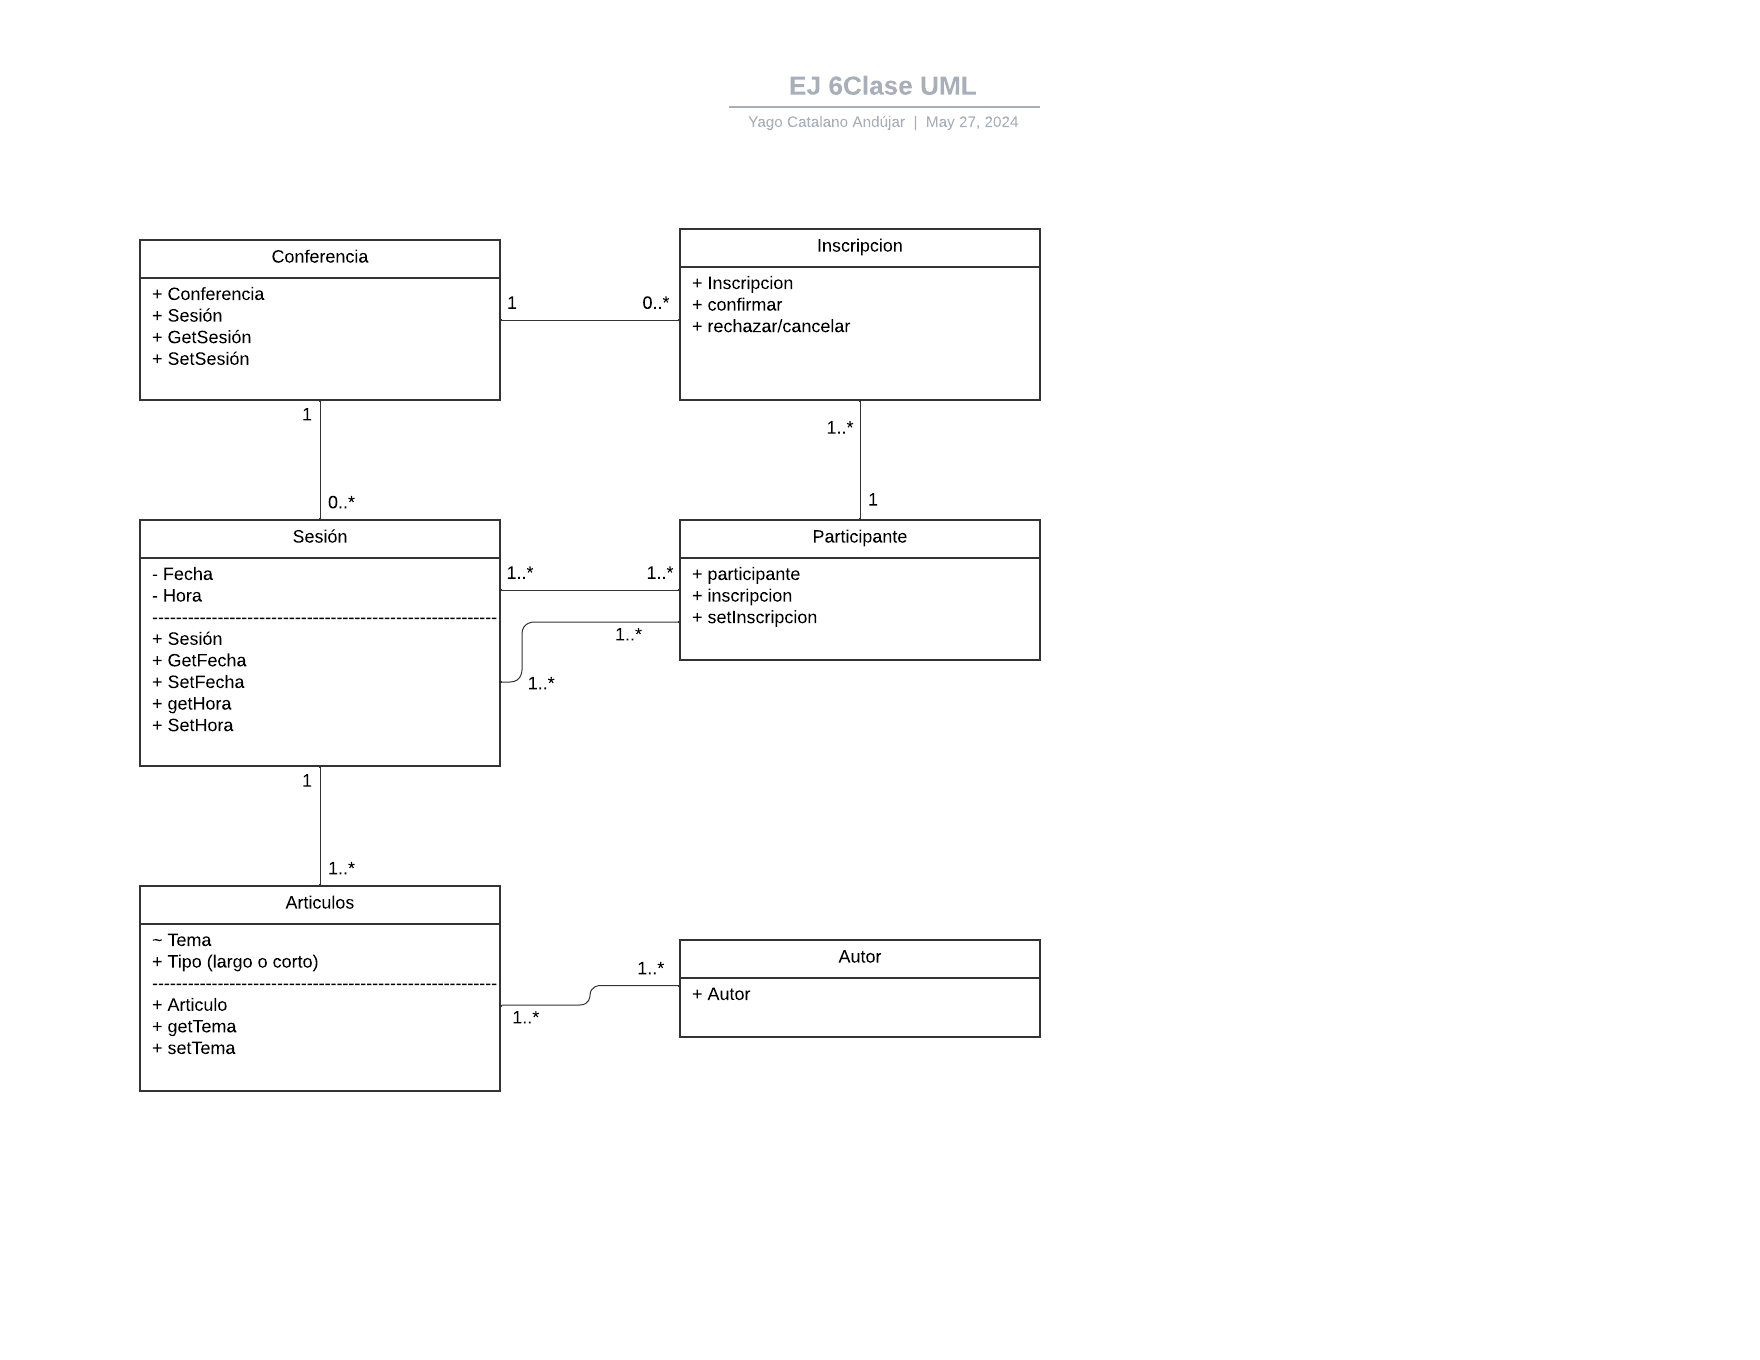 EJ 6Clase UML
Yago Catalano Andújar | May 27, 2024
Conferencia
+ Conferencia
+ Sesión
+ GetSesión
+ SetSesión
1
0..*
Inscripcion
+ Inscripcion
+ confirmar
+ rechazar/cancelar
1
0..*
1..*
1
Sesión
- Fecha
- Hora
+ Sesión
+ GetFecha
+ SetFecha
+ getHora
+ SetHora
1..*
1..*
1..*
1..*
Participante
+ participante
+ inscripcion
+ setInscripcion
1
1..*
Articulos
~ Tema
+ Tipo (largo o corto)
+ Articulo
+ getTema
+ setTema
1..*
1..*
Autor
+ Autor